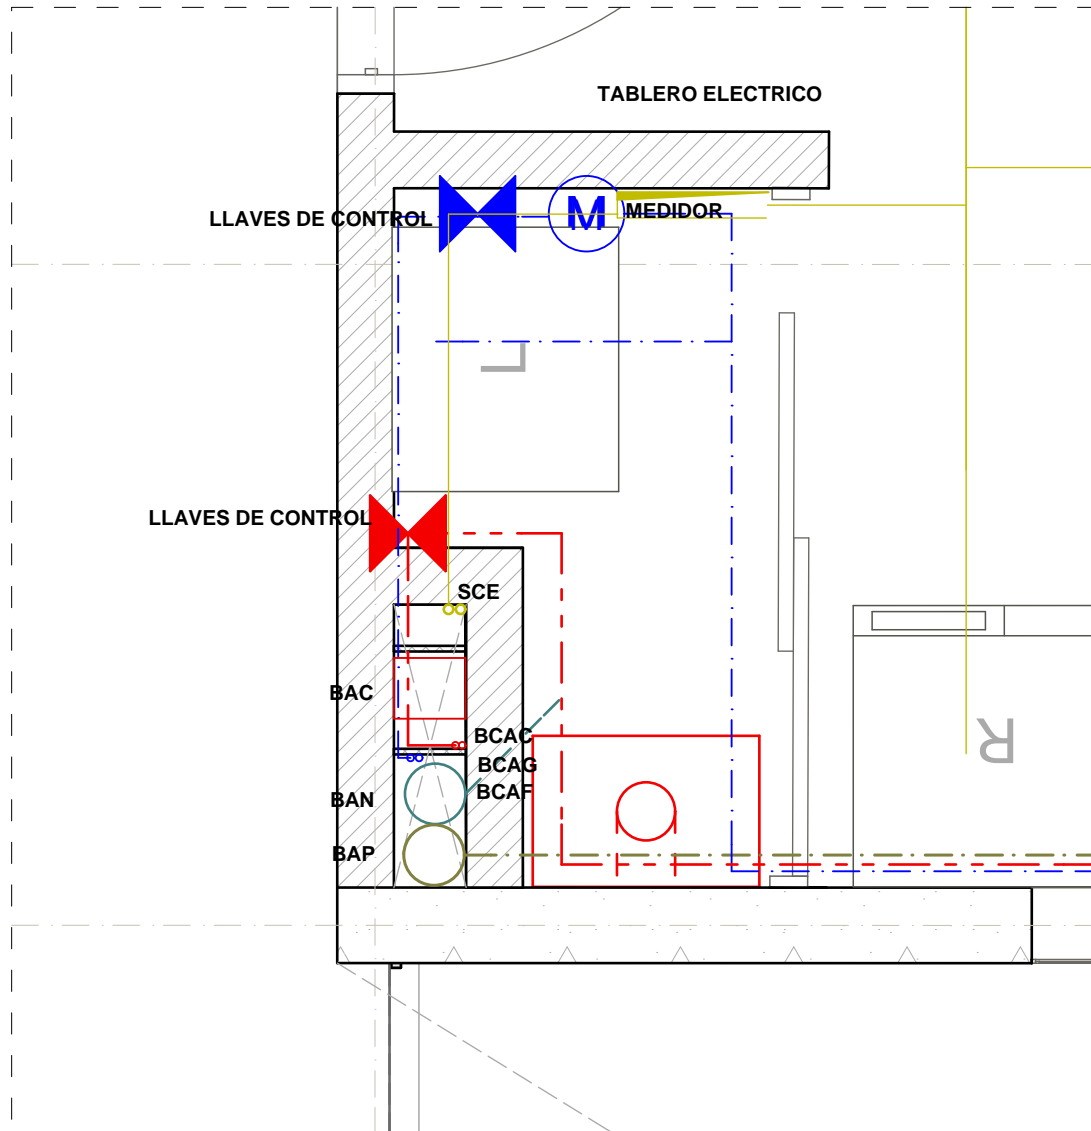 TABLERO ELECTRICO
LLAVES DE CONTROL
M
MEDIDOR
L
LLAVES DE CONTROL
SCE
BAC
R
BCAC
BCAG
BCAF
BAN
BAP